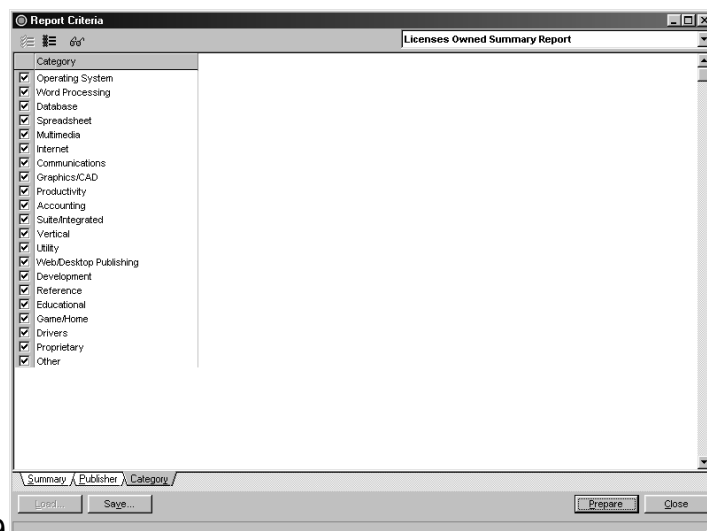 Report Criteria
Licenses Owned Summary Report
Category
Operating System
Word Processing
Database
Spreadsheet
Multimedia
Internet
Communications
Graphics/CAD
Productivity
Accounting
Suite/Integrated
Vertical
Utility
Web/Desktop Publishing
Development
Reference
Educational
Game/Home
Drivers
Proprietary
Other
Summary Publisher Category
Load... Save... Prepare Close